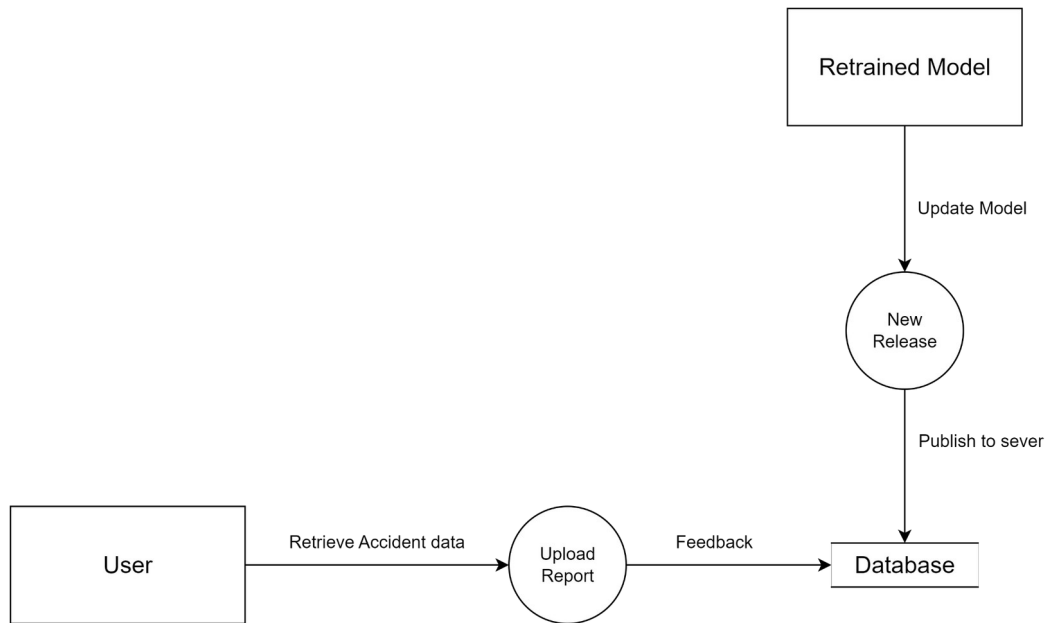 Retrained Model
Update Model
New
Release
Publish to sever
User
Retrieve Accident data
Upload
Report
Feedback
Database